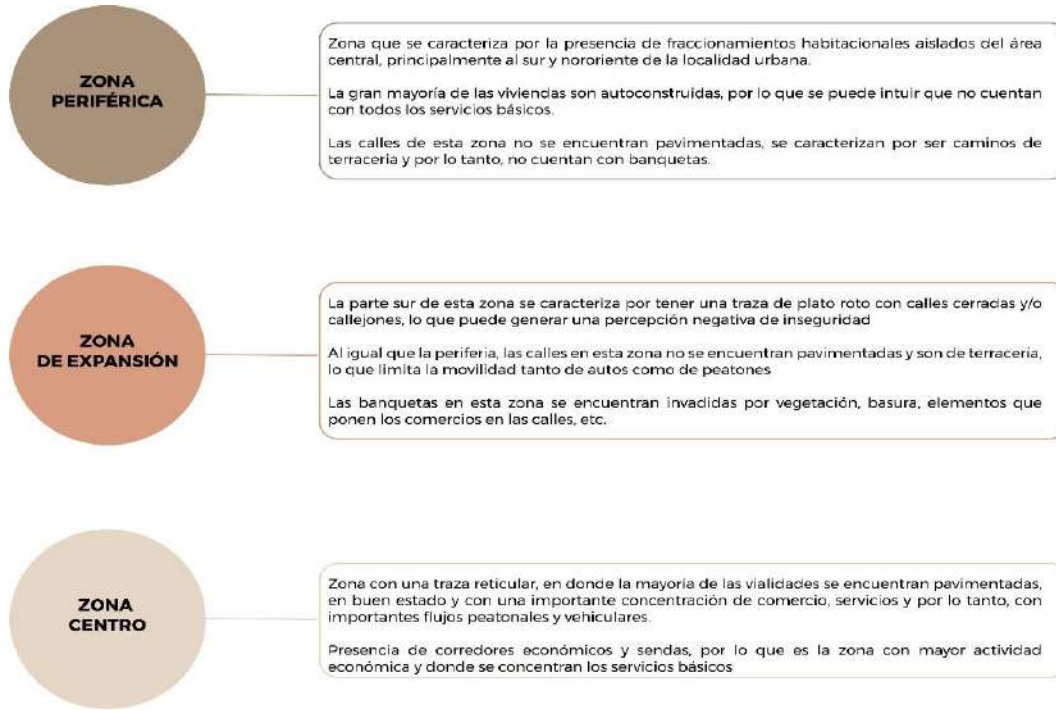 ZONA
PERIFÉRICA
Zona que se caracteriza por la presencia de fraccionamientos habitacionales aislados del área
central, principalmente al sur y nororiente de la localidad urbana.
La gran mayoría de las viviendas son autoconstruidas, por lo que se puede intuir que no cuentan
con todos los servicios básicos.
Las calles de esta zona no se encuentran pavimentadas, se caracterizan por ser caminos de
terraceria y por lo tanto, no cuentan con banquetas.
ZONA
DE EXPANSIÓN
La parte sur de esta zona se caracteriza por tener una traza de plato roto con calles cerradas y/o
callejones, lo que puede generar una percepción negativa de inseguridad
Al igual que la periferia, las calles en esta zona no se encuentran pavimentadas y son de terraceria,
lo que limita la movilidad tanto de autos como de peatones
Las banquetas en esta zona se encuentran invadidas por vegetación, basura, elementos que
ponen los comercios en las calles, etc.
ZONA
CENTRO
Zona con una traza reticular, en donde la mayoría de las vialidades se encuentran pavimentadas,
en buen estado y con una importante concentración de comercio, servicios y por lo tanto, con
importantes flujos peatonales y vehiculares.
Presencia de corredores económicos y sendas, por lo que es la zona con mayor actividad
económica y donde se concentran los servicios básicos